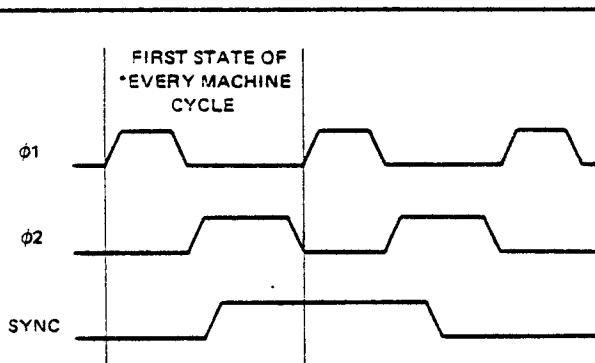 FIRST STATE OF
*EVERY MACHINE
CYCLE
ϕ1
ϕ2
SYNC